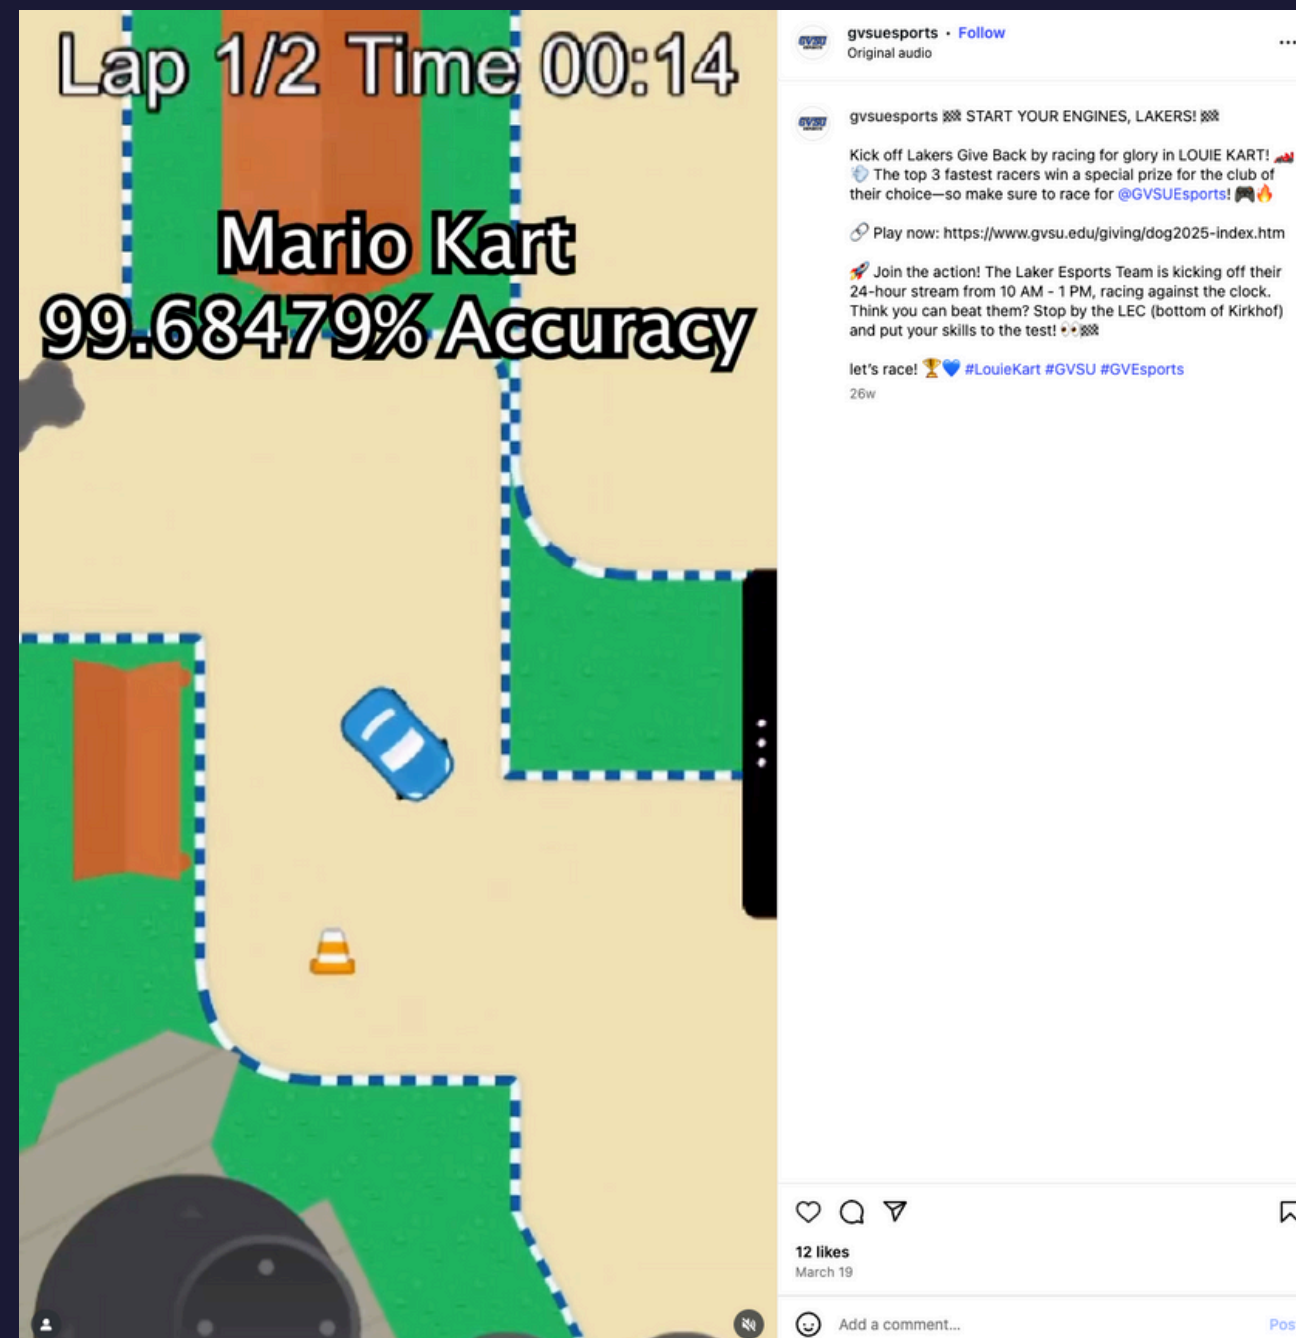 Lap 1/2 Time 00:14
Mario Kart
99.68479% Accuracy
gvsuesports • Follow
Original audio
gvsuesports 🏁 START YOUR ENGINES, LAKERS! 🏁
Kick off Lakers Give Back by racing for glory in LOUIE KART! 🏎️
💨 The top 3 fastest racers win a special prize for the club of
their choice—so make sure to race for @GVSUEsports! 🎮🔥
🔗 Play now: https://www.gvsu.edu/giving/dog2025-index.htm
🚀 Join the action! The Laker Esports Team is kicking off their
24-hour stream from 10 AM - 1 PM, racing against the clock.
Think you can beat them? Stop by the LEC (bottom of Kirkhof)
and put your skills to the test! 👀🏁
let's race! 🏆💙 #LouieKart #GVSU #GVEsports
26w
12 likes
March 19
Add a comment...
Pos